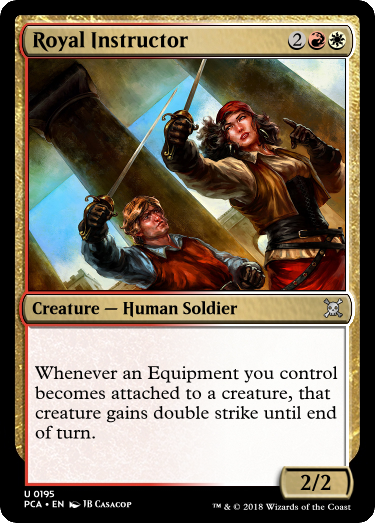 Royal Instructor 2
Creature — Human Soldier
Whenever an Equipment you control
becomes attached to a creature, that
creature gains double strike until end
of turn.
2/2
U 0195
PCA • EN JB Casacop
™ & © 2018 Wizards of the Coast